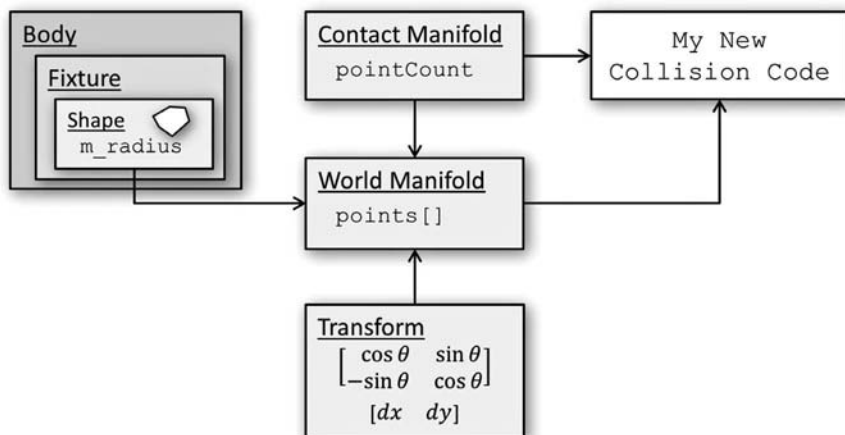 Body
Fixture
Shape
m_radius
Contact Manifold
pointCount
My New
Collision Code
World Manifold
points[]
Transform
[ cos θ sin θ
−sin θ cos θ ]
[dx dy]